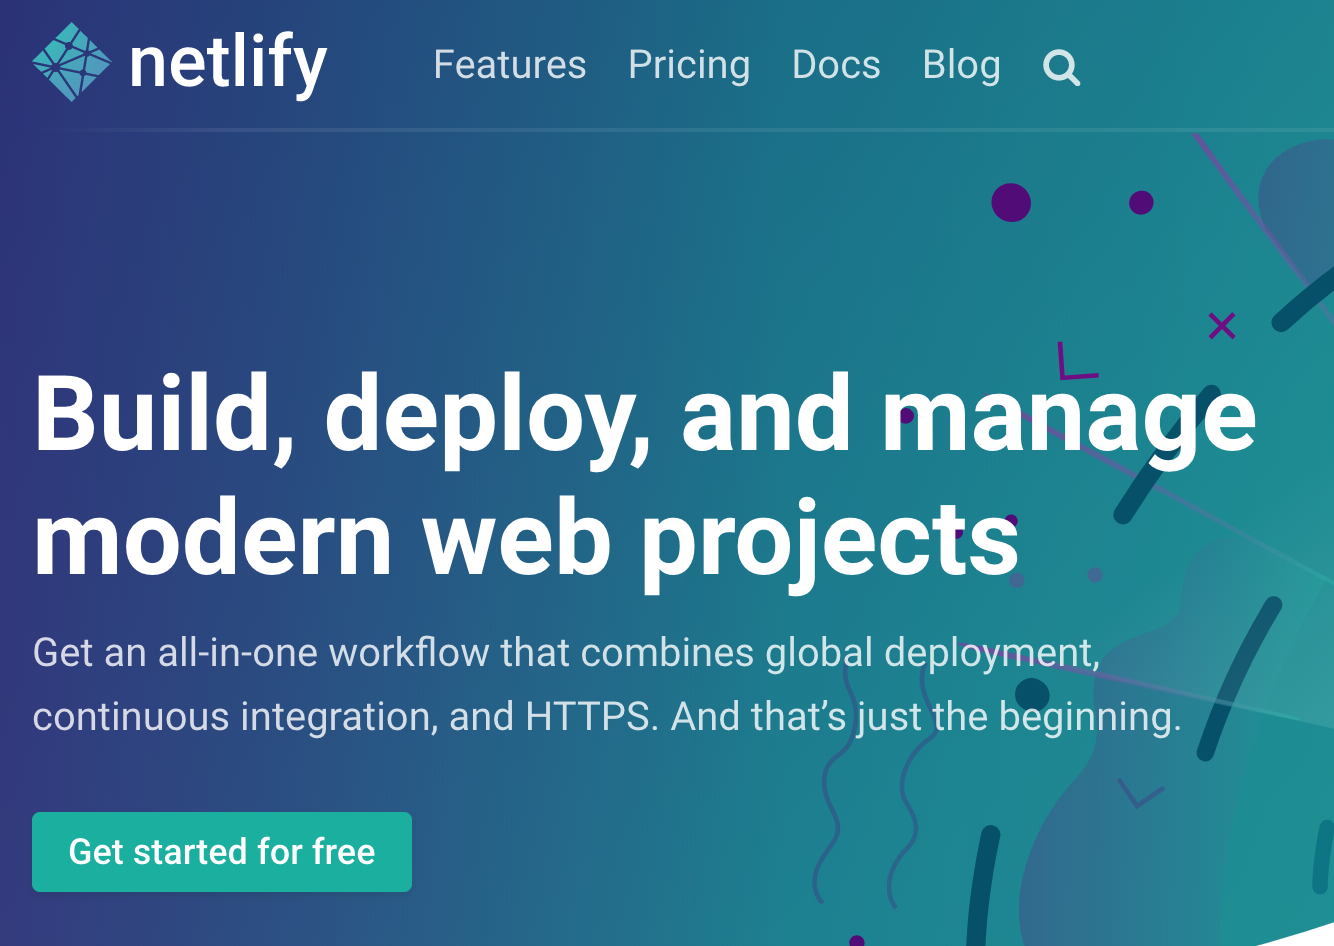 netlify Features Pricing Docs Blog
Build, deploy, and manage
modern web projects
Get an all-in-one workflow that combines global deployment,
continuous integration, and HTTPS. And that’s just the beginning.
Get started for free